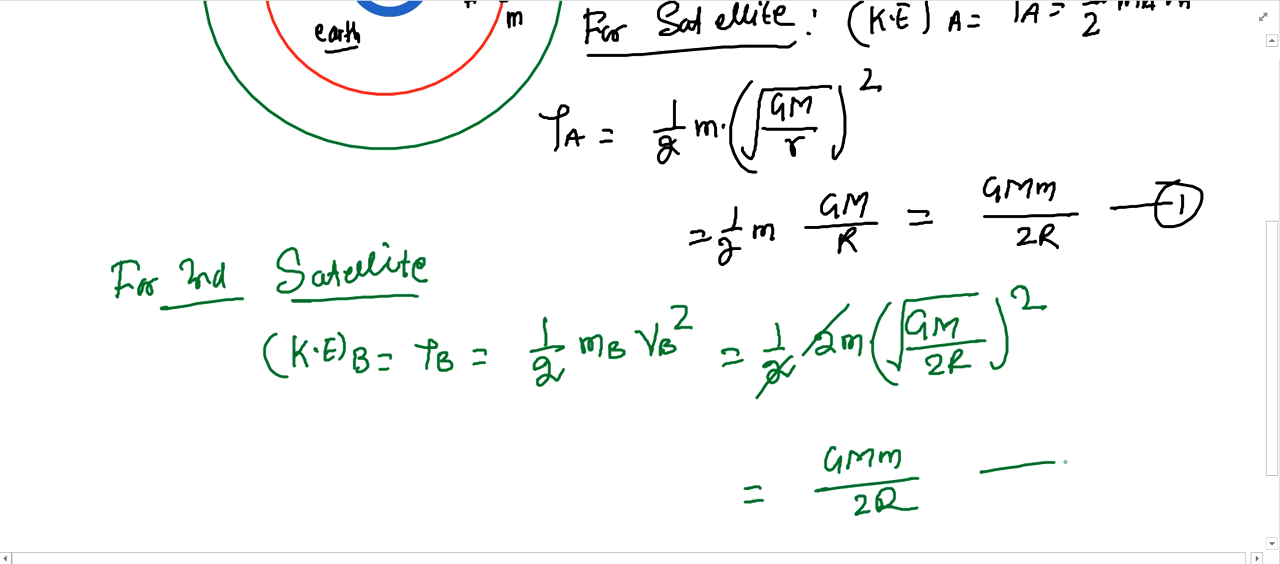 earth
m
For Satellite : (K.E) A = TA = 1/2
TA = 1/2 m.(√GM/r)²
= 1/2 m GM/R = GMm/2R — 1
For 2nd Satellite
(K.E)B = TB = 1/2 mB VB² = 1/2 2m.(√GM/2R)²
= GMm/2R —